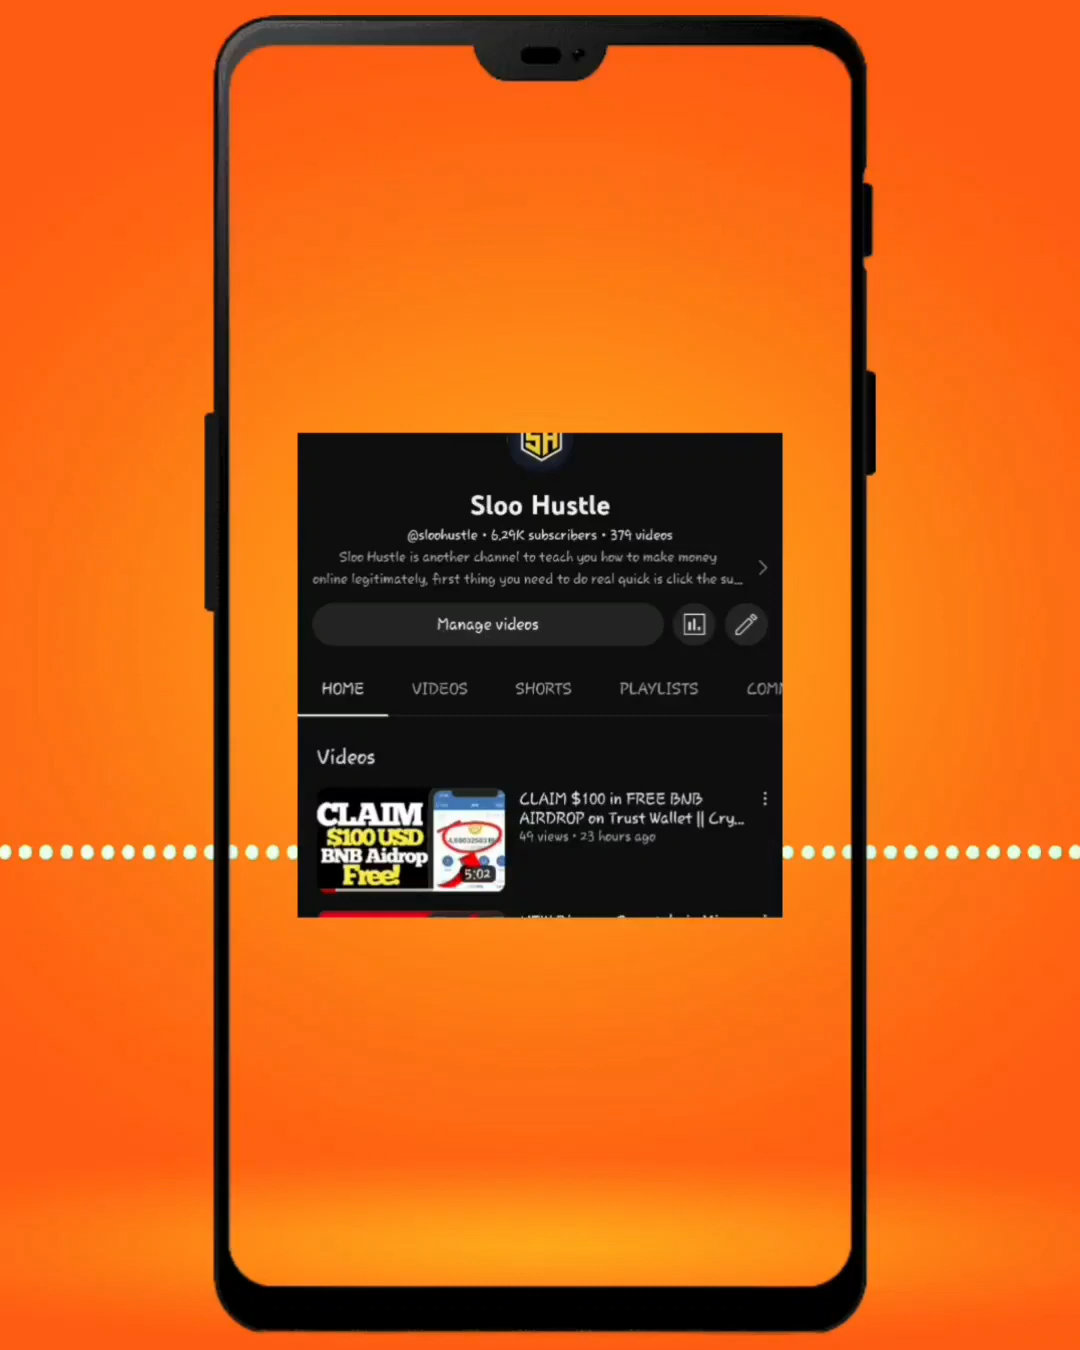 SH
Sloo Hustle
@sloohustle • 6.29K subscribers • 379 videos
Sloo Hustle is another channel to teach you how to make money
online legitimately, first thing you need to do real quick is click the su...
Manage videos
HOME VIDEOS SHORTS PLAYLISTS COM
Videos
CLAIM
$100 USD
BNB Aidrop
Free!
5:02
CLAIM $100 in FREE BNB
AIRDROP on Trust Wallet || Cry...
49 views • 23 hours ago